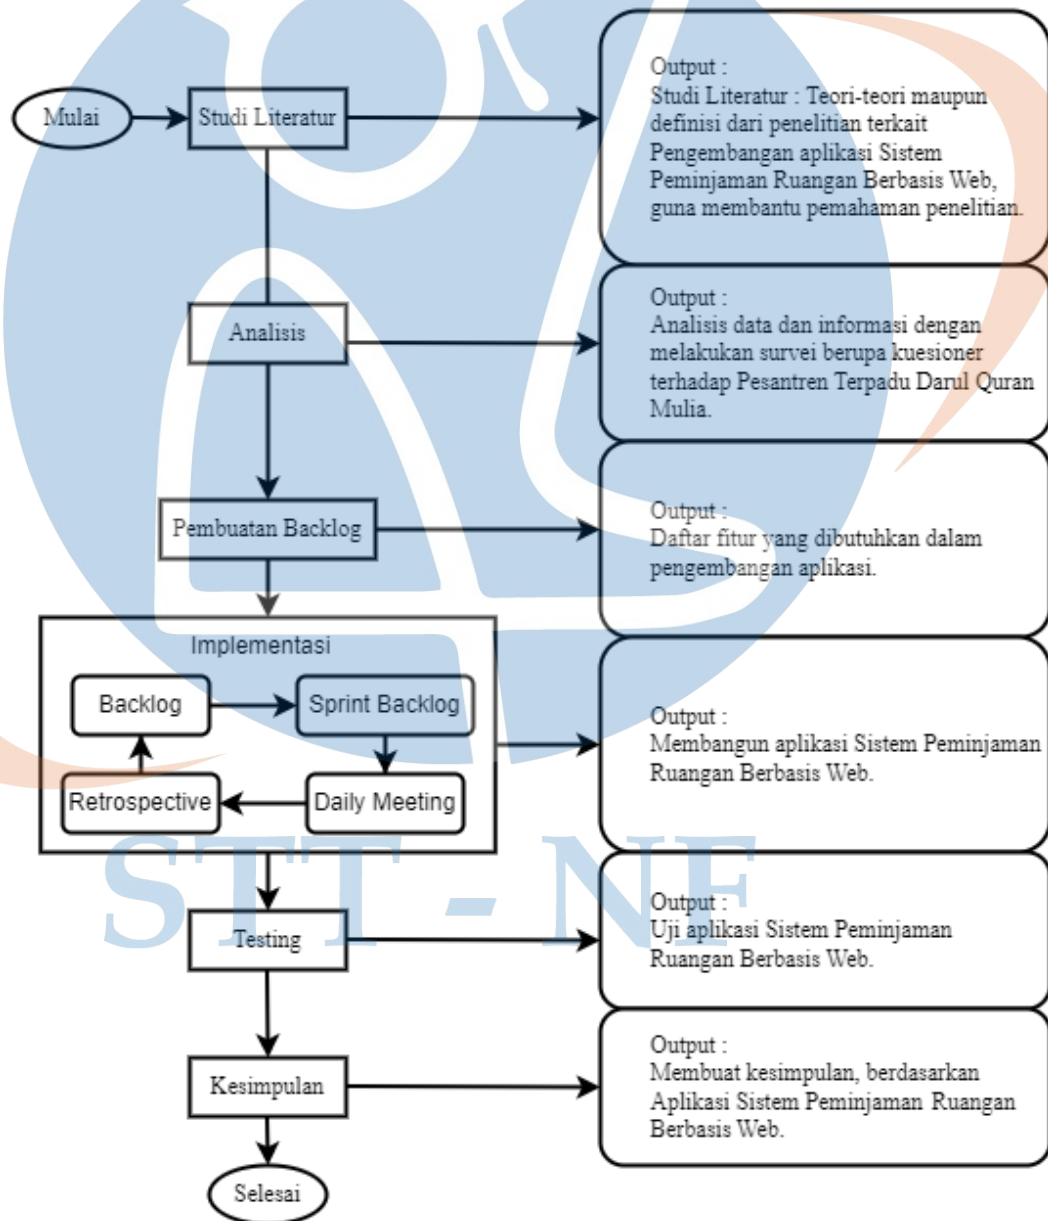 Mulai
Studi Literatur
Output :
Studi Literatur : Teori-teori maupun
definisi dari penelitian terkait
Pengembangan aplikasi Sistem
Peminjaman Ruangan Berbasis Web,
guna membantu pemahaman penelitian.
Analisis
Output :
Analisis data dan informasi dengan
melakukan survei berupa kuesioner
terhadap Pesantren Terpadu Darul Quran
Mulia.
Pembuatan Backlog
Output :
Daftar fitur yang dibutuhkan dalam
pengembangan aplikasi.
Implementasi
Backlog
Sprint Backlog
Retrospective
Daily Meeting
Output :
Membangun aplikasi Sistem Peminjaman
Ruangan Berbasis Web.
STT - NF
Testing
Output :
Uji aplikasi Sistem Peminjaman
Ruangan Berbasis Web.
Kesimpulan
Output :
Membuat kesimpulan, berdasarkan
Aplikasi Sistem Peminjaman Ruangan
Berbasis Web.
Selesai